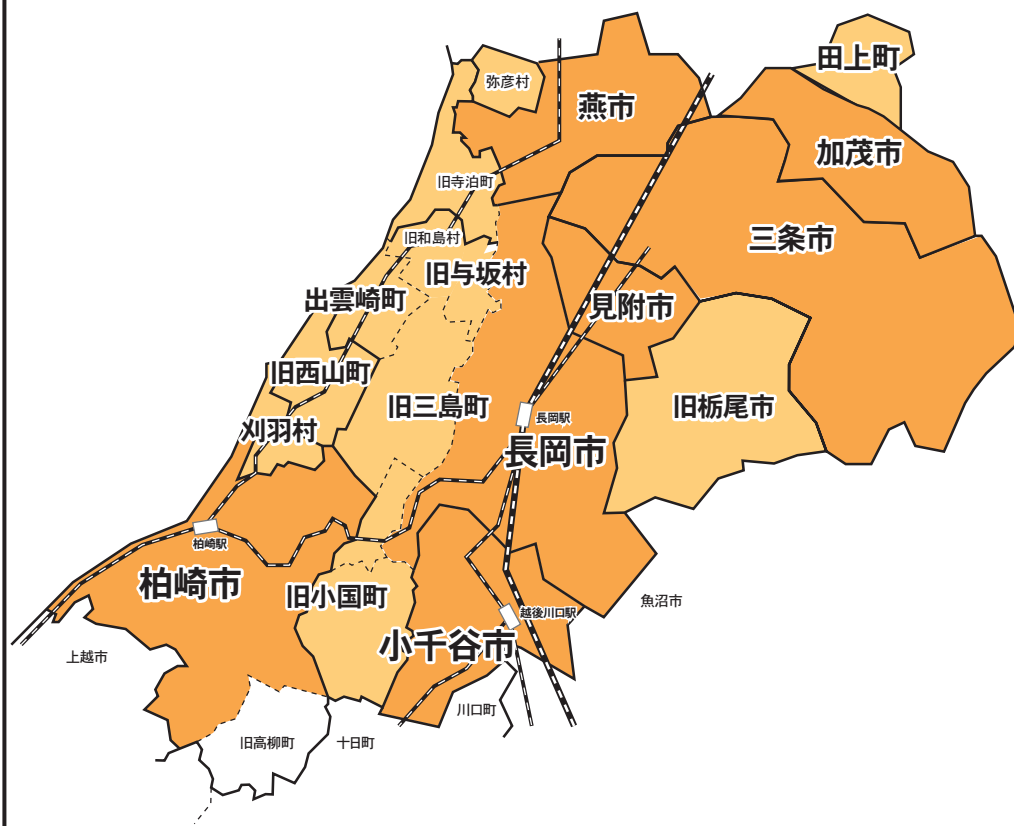 田上町
弥彦村
燕市
加茂市
旧寺泊町
旧和島村
三条市
旧与坂村
出雲崎町
見附市
旧西山町
旧三島町
旧栃尾市
長岡駅
刈羽村
長岡市
柏崎駅
柏崎市
旧小国町
魚沼市
越後川口駅
小千谷市
上越市
川口町
旧高柳町
十日町